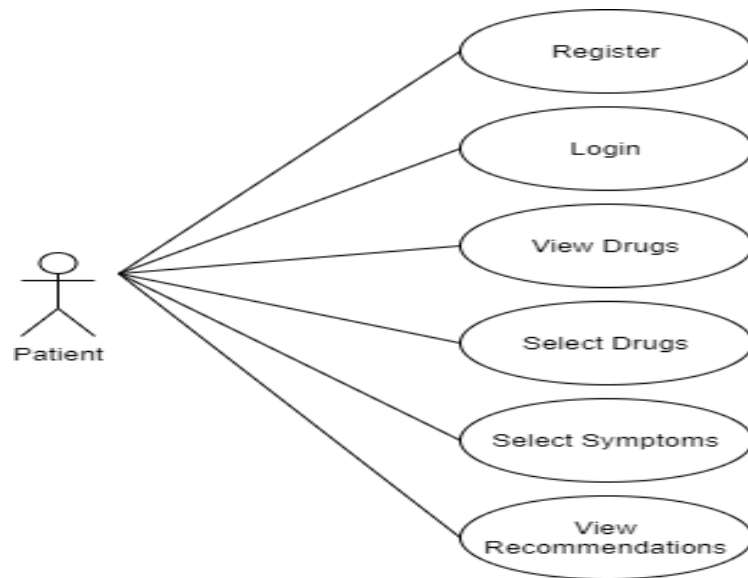 Register
Login
View Drugs
Patient
Select Drugs
Select Symptoms
View
Recommendations